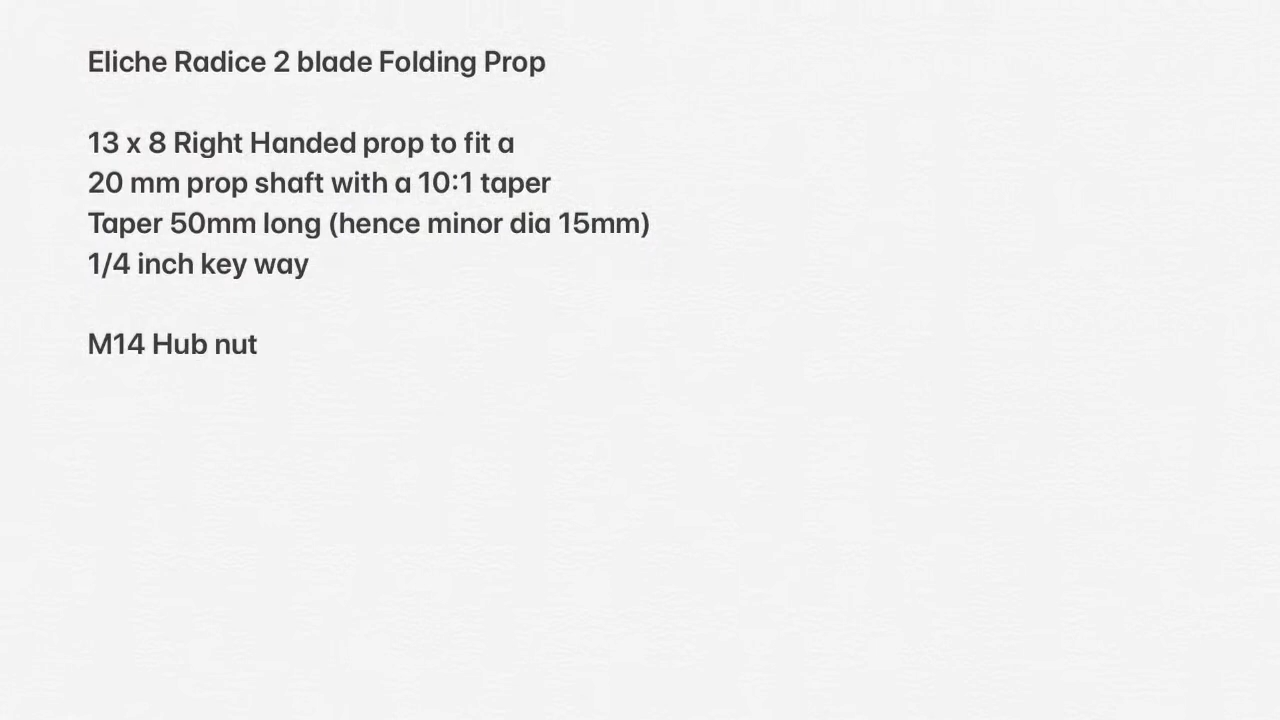 Eliche Radice 2 blade Folding Prop
13 x 8 Right Handed prop to fit a
20 mm prop shaft with a 10:1 taper
Taper 50mm long (hence minor dia 15mm)
1/4 inch key way
M14 Hub nut